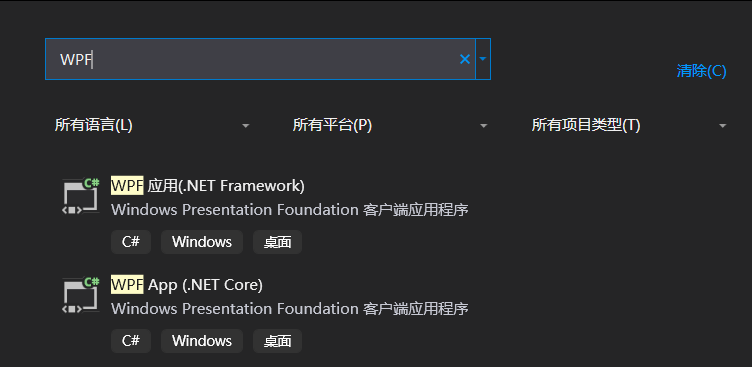 WPF
清除(C)
所有语言(L) 所有平台(P) 所有项目类型(T)
C#
WPF 应用(.NET Framework)
Windows Presentation Foundation 客户端应用程序
C# Windows 桌面
C#
WPF App (.NET Core)
Windows Presentation Foundation 客户端应用程序
C# Windows 桌面